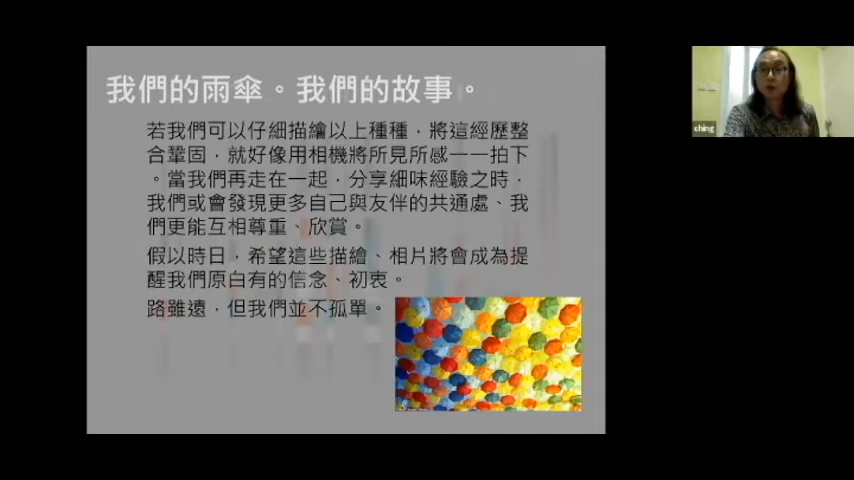 我們的雨傘。我們的故事。
若我們可以仔細描繪以上種種，將這經歷整
合鞏固，就好像用相機將所見所感一一拍下
。當我們再走在一起，分享細味經驗之時，
我們或會發現更多自己與友伴的共通處、我
們更能互相尊重、欣賞。
假以時日，希望這些描繪、相片將會成為提
醒我們原白有的信念、初衷。
路雖遠，但我們並不孤單。
ching